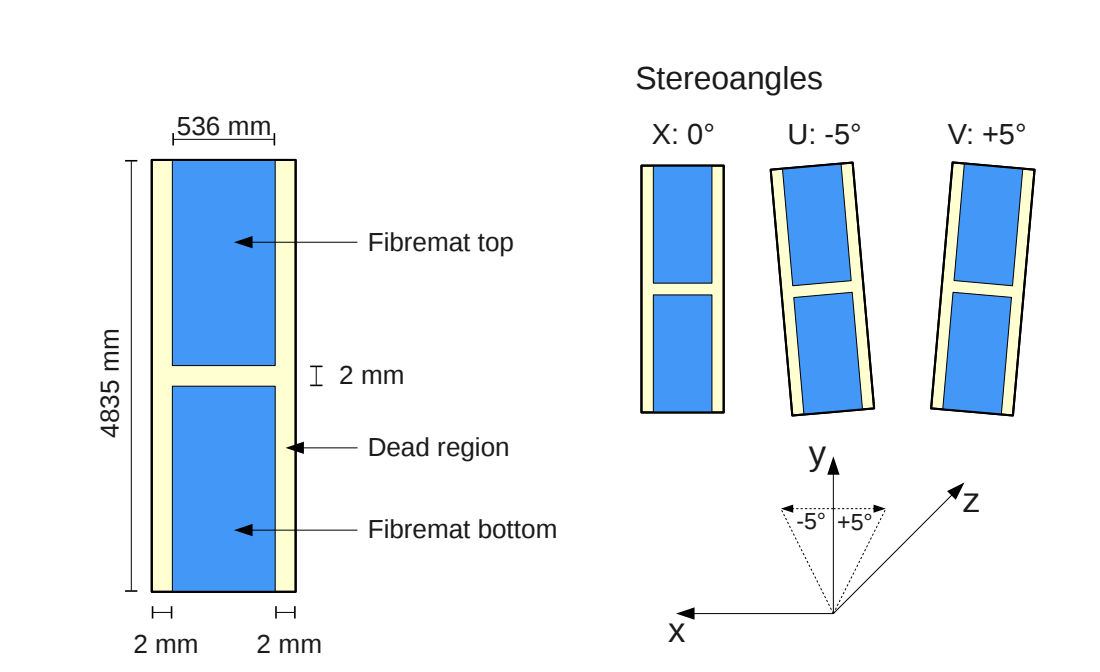 Stereoangles
536 mm
X: 0°
U: -5°
V: +5°
Fibremat top
4835 mm
2 mm
Dead region
Fibremat bottom
2 mm
2 mm
y
z
-5°
+5°
x